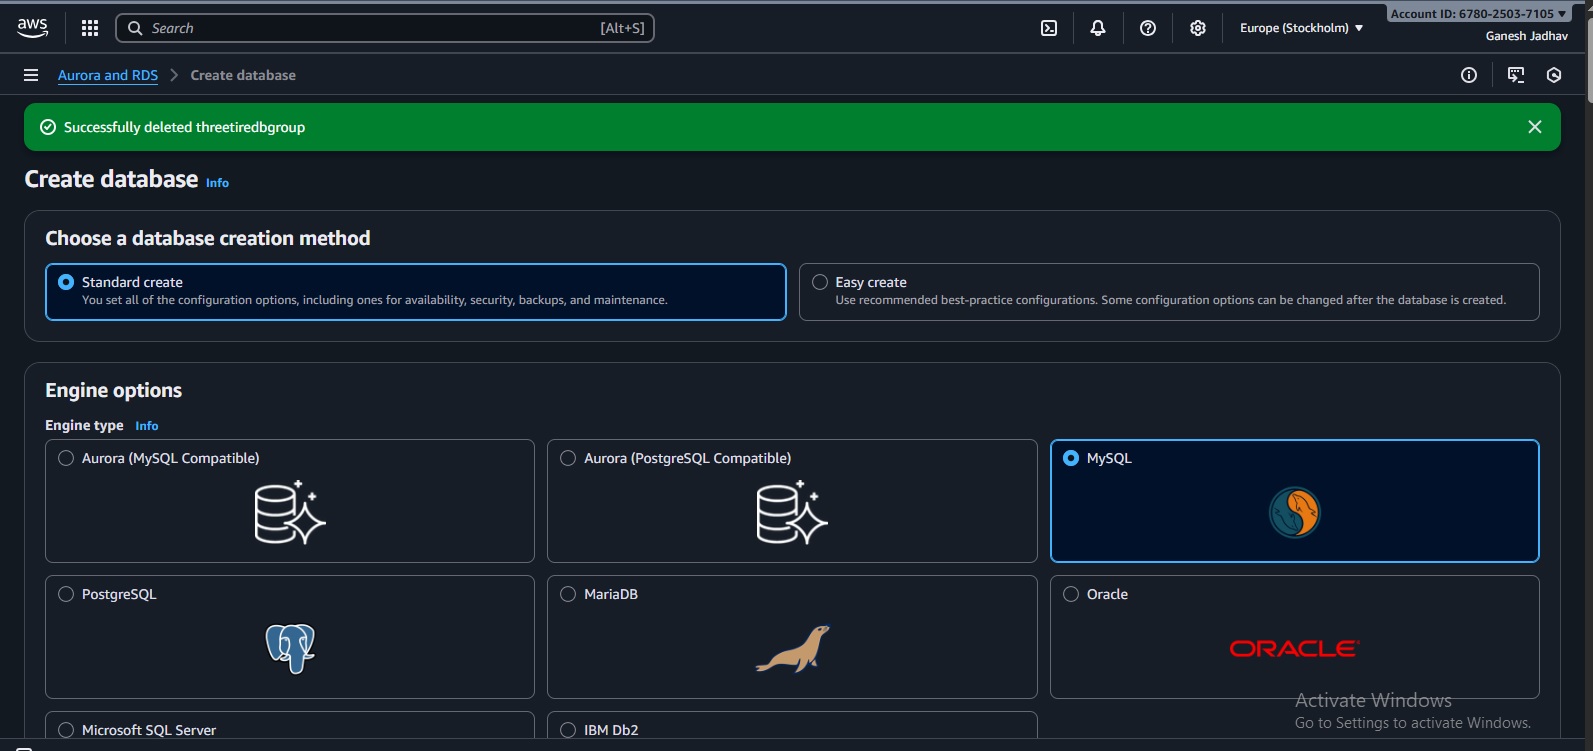 aws
Search [Alt+S]
Europe (Stockholm) ▼
Account ID: 6780-2503-7105 ▼
Ganesh Jadhav
Aurora and RDS > Create database
Successfully deleted threetiredbgroup
Create database Info
Choose a database creation method
Standard create
You set all of the configuration options, including ones for availability, security, backups, and maintenance.
Easy create
Use recommended best-practice configurations. Some configuration options can be changed after the database is created.
Engine options
Engine type Info
Aurora (MySQL Compatible)
Aurora (PostgreSQL Compatible)
MySQL
PostgreSQL
MariaDB
Oracle
ORACLE
Microsoft SQL Server
IBM Db2
Activate Windows
Go to Settings to activate Windows.